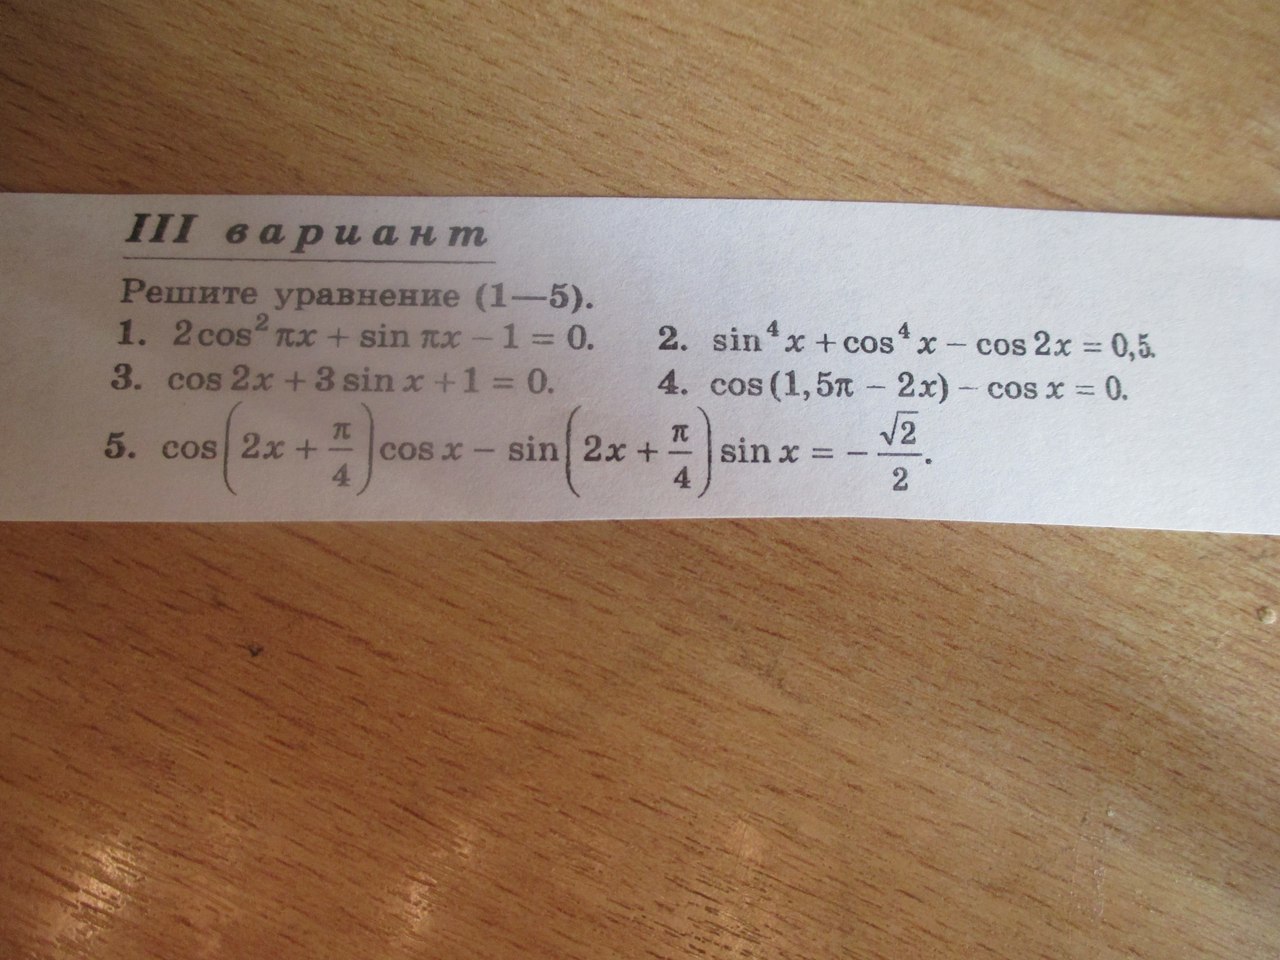 III вариант
Решите уравнение (1—5).
1. 2 cos² πx + sin πx − 1 = 0. 2. sin⁴ x + cos⁴ x − cos 2x = 0,5.
3. cos 2x + 3 sin x + 1 = 0. 4. cos (1,5π − 2x) − cos x = 0.
5. cos(2x + π/4) cos x − sin(2x + π/4) sin x = −√2/2.